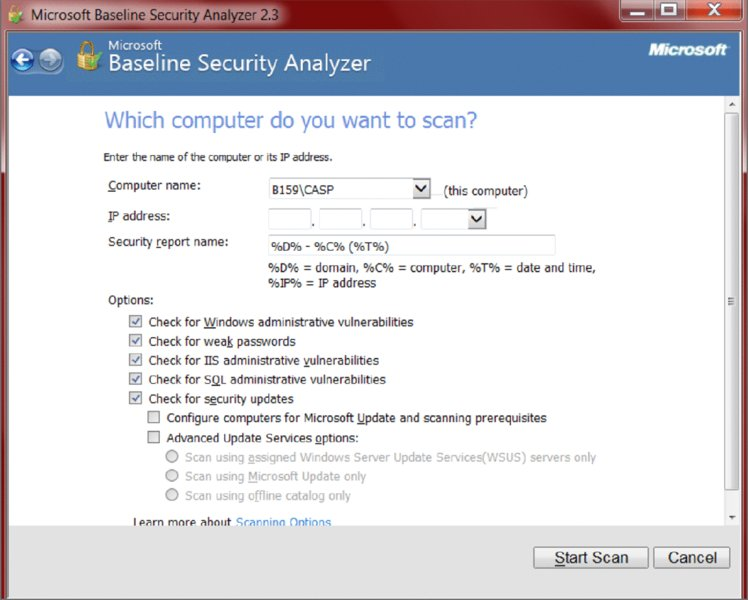 Microsoft Baseline Security Analyzer 2.3
Microsoft
Baseline Security Analyzer
Microsoft
Which computer do you want to scan?
Enter the name of the computer or its IP address.
Computer name: B159\CASP (this computer)
IP address: . . .
Security report name: %D% - %C% (%T%)
%D% = domain, %C% = computer, %T% = date and time,
%IP% = IP address
Options:
Check for Windows administrative vulnerabilities
Check for weak passwords
Check for IIS administrative vulnerabilities
Check for SQL administrative vulnerabilities
Check for security updates
Configure computers for Microsoft Update and scanning prerequisites
Advanced Update Services options:
Scan using assigned Windows Server Update Services(WSUS) servers only
Scan using Microsoft Update only
Scan using offline catalog only
Learn more about Scanning Options
Start Scan Cancel